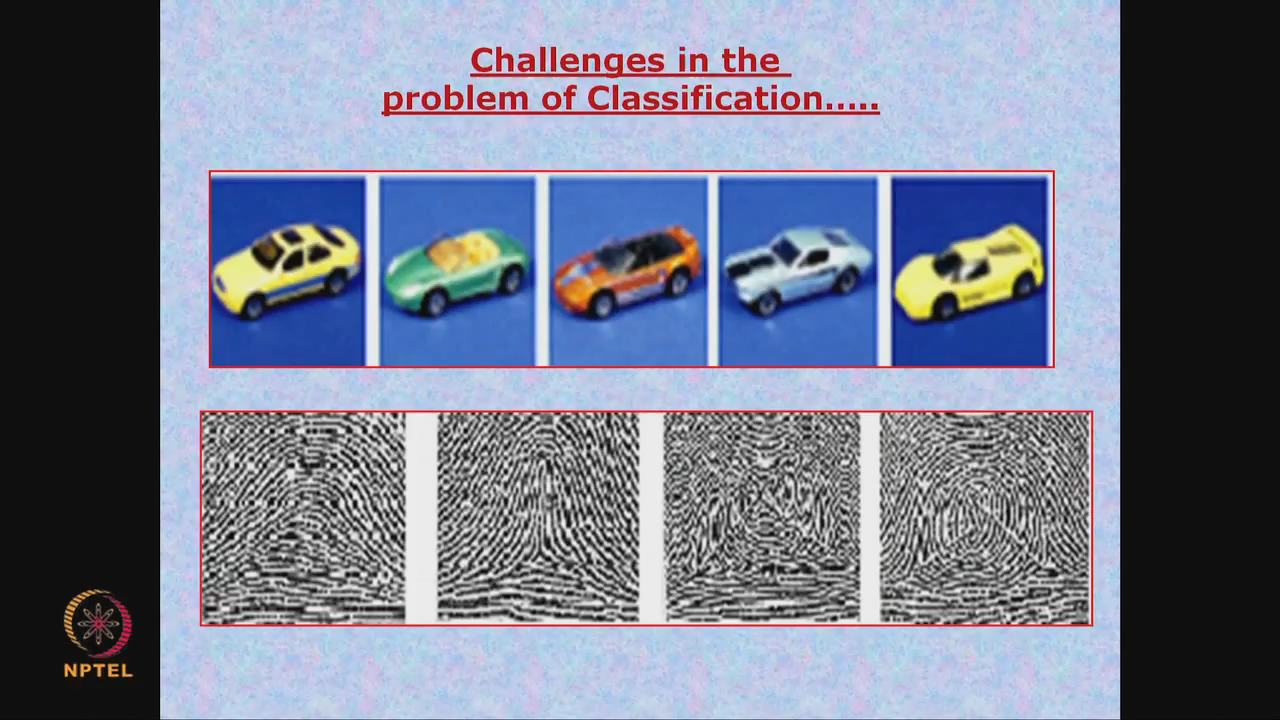 Challenges in the
problem of Classification.....
NPTEL